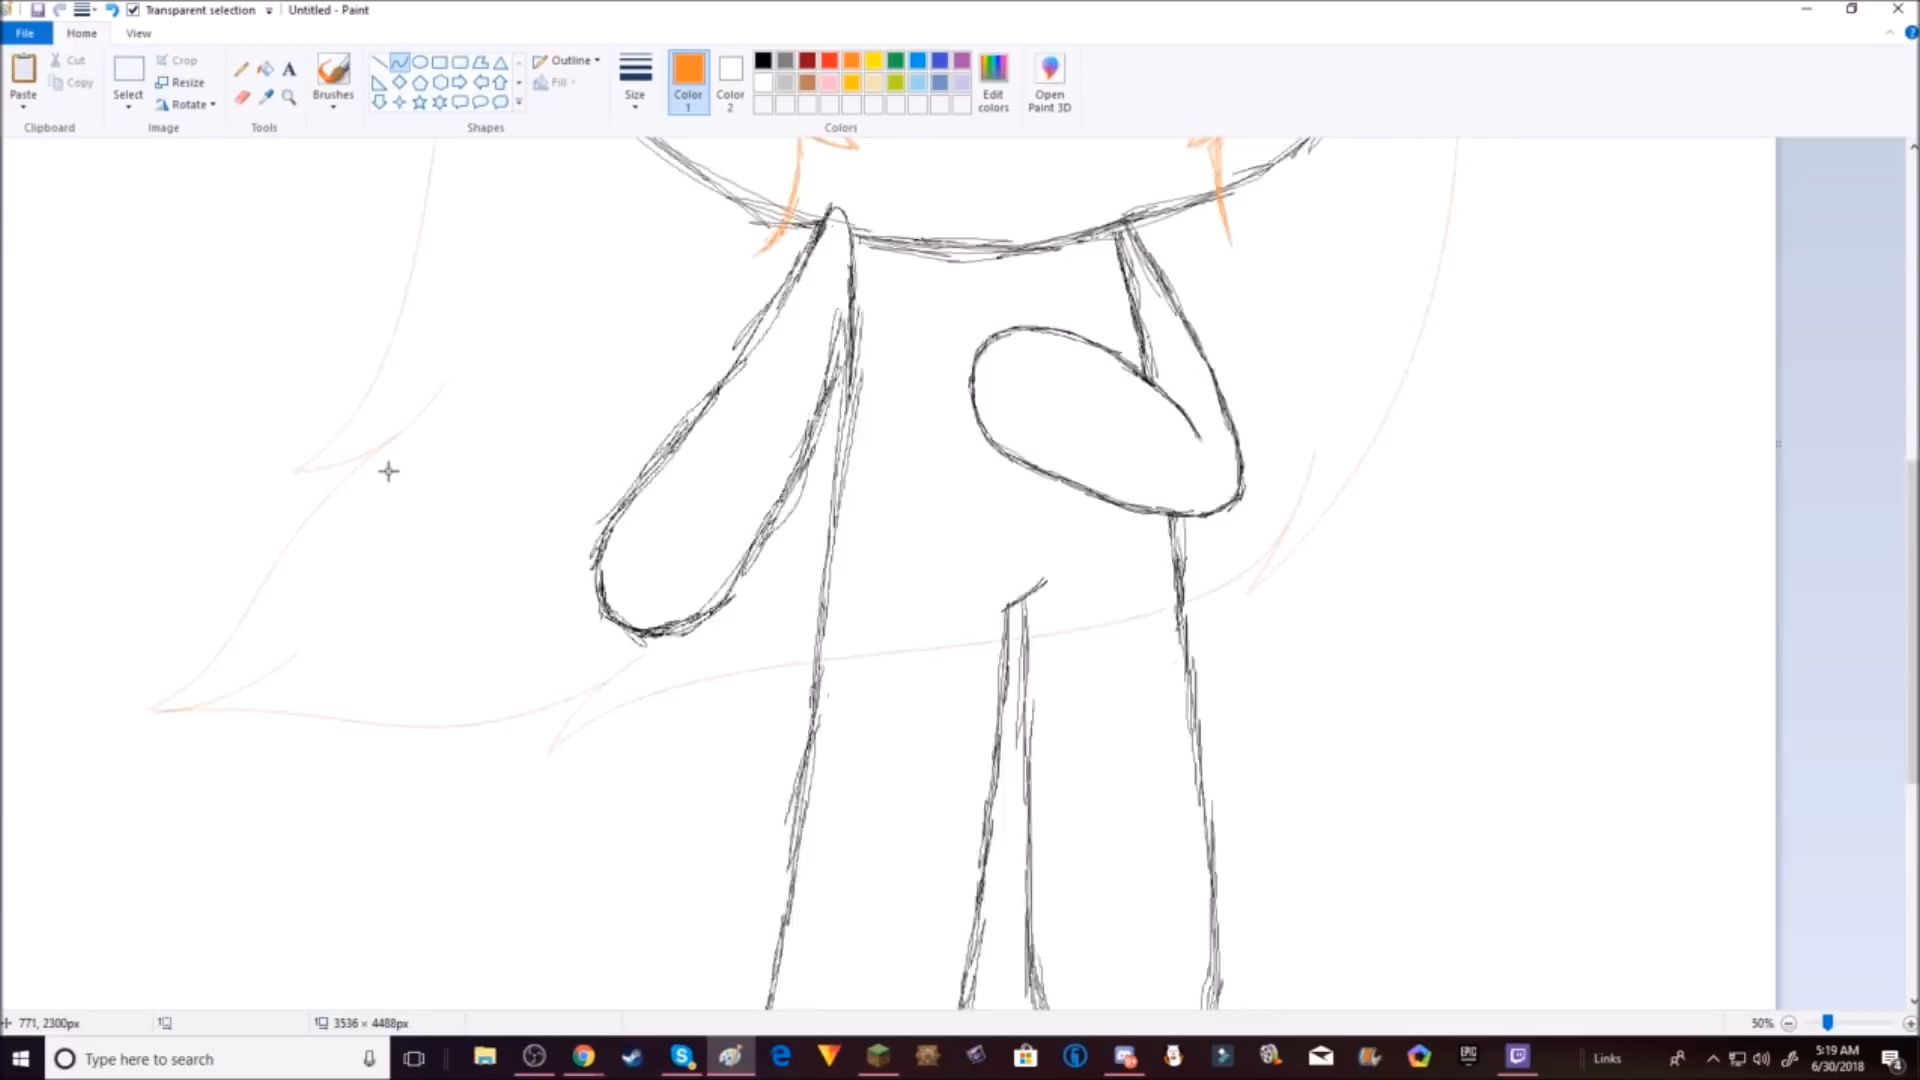 Transparent selection
Untitled - Paint
File
Home
View
Paste
Cut
Copy
Clipboard
Select
Crop
Resize
Rotate
Image
A
Tools
Brushes
Shapes
Outline
Fill
Size
Color
1
Color
2
Colors
Edit
colors
Open
Paint 3D
771, 2300px
3536 × 4488px
50%
Type here to search
EPIC
Links
5:19 AM
6/30/2018
4